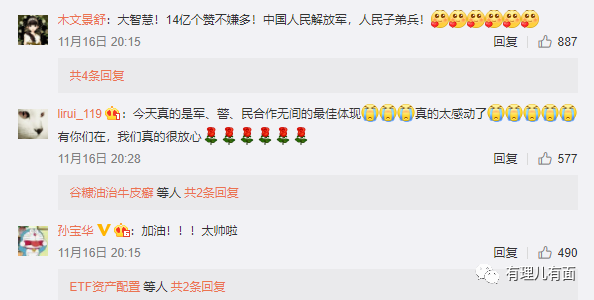 木文景舒：大智慧！14亿个赞不嫌多！中国人民解放军，人民子弟兵！
11月16日 20:15
回复
887
共4条回复
lirui_119：今天真的是军、警、民合作无间的最佳体现真的太感动了
有你们在，我们真的很放心
11月16日 20:28
回复
577
谷糠油治牛皮癣 等人 共2条回复
孙宝华：加油！！！太帅啦
11月16日 20:15
回复
490
ETF资产配置 等人 共2条回复
有理儿有面